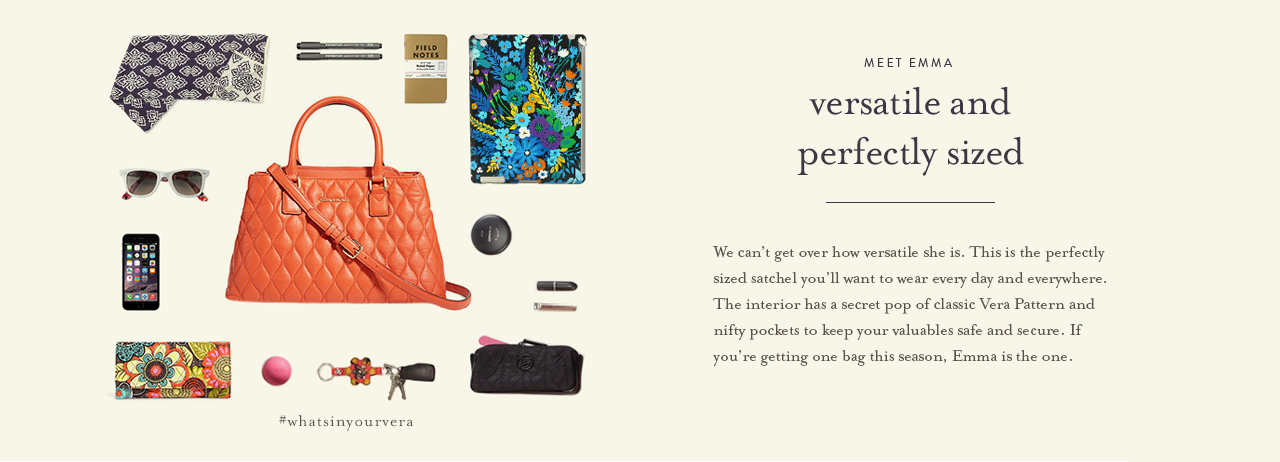 FIELD
NOTES
MEET EMMA
versatile and
perfectly sized
We can't get over how versatile she is. This is the perfectly
sized satchel you'll want to wear every day and everywhere.
The interior has a secret pop of classic Vera Pattern and
nifty pockets to keep your valuables safe and secure. If
you're getting one bag this season, Emma is the one.
#whatsinyourvera